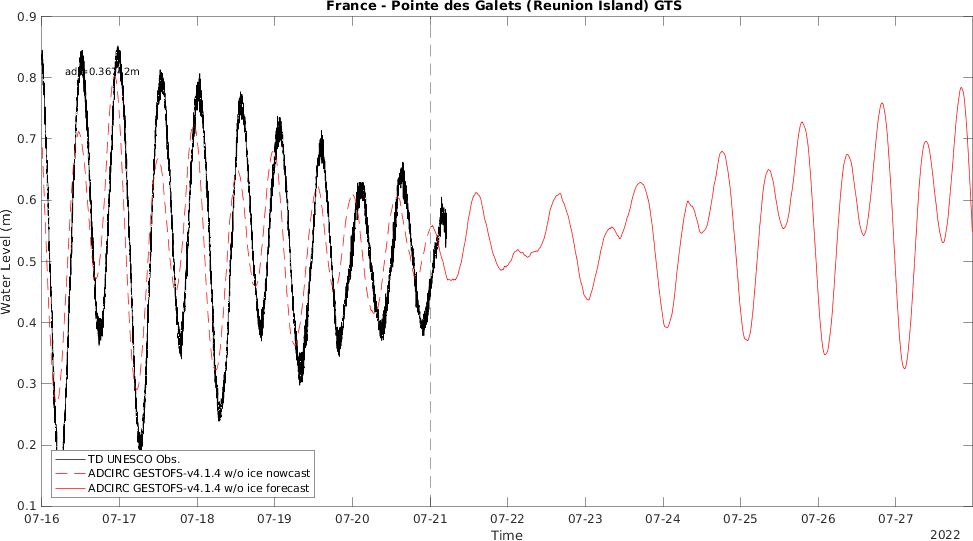 France - Pointe des Galets (Reunion Island) GTS
0.9
0.8
0.7
0.6
0.5
0.4
0.3
0.2
0.1
Water Level (m)
TD UNESCO Obs.
ADCIRC GESTOFS-v4.1.4 w/o ice nowcast
ADCIRC GESTOFS-v4.1.4 w/o ice forecast
07-16 07-17 07-18 07-19 07-20 07-21 07-22 07-23 07-24 07-25 07-26 07-27
Time
2022